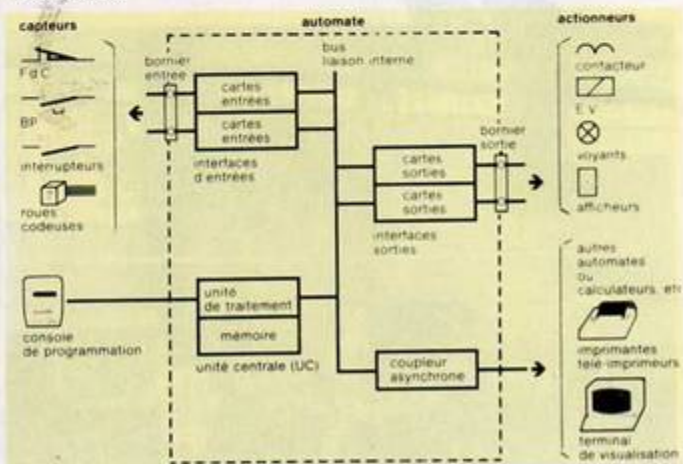 capteurs
automate
actionneurs
FdC
BP
interrupteurs
roues
codeuses
console
de programmation
bornier
entrée
cartes
entrées
cartes
entrées
interfaces
d'entrées
bus
liaison interne
unité
de traitement
mémoire
unité centrale (UC)
bornier
sortie
cartes
sorties
cartes
sorties
interfaces
sorties
coupleur
asynchrone
contacteur
E V
voyants
afficheurs
autres
automates
ou
calculateurs, etc
imprimantes
télé-imprimeurs
terminal
de visualisation